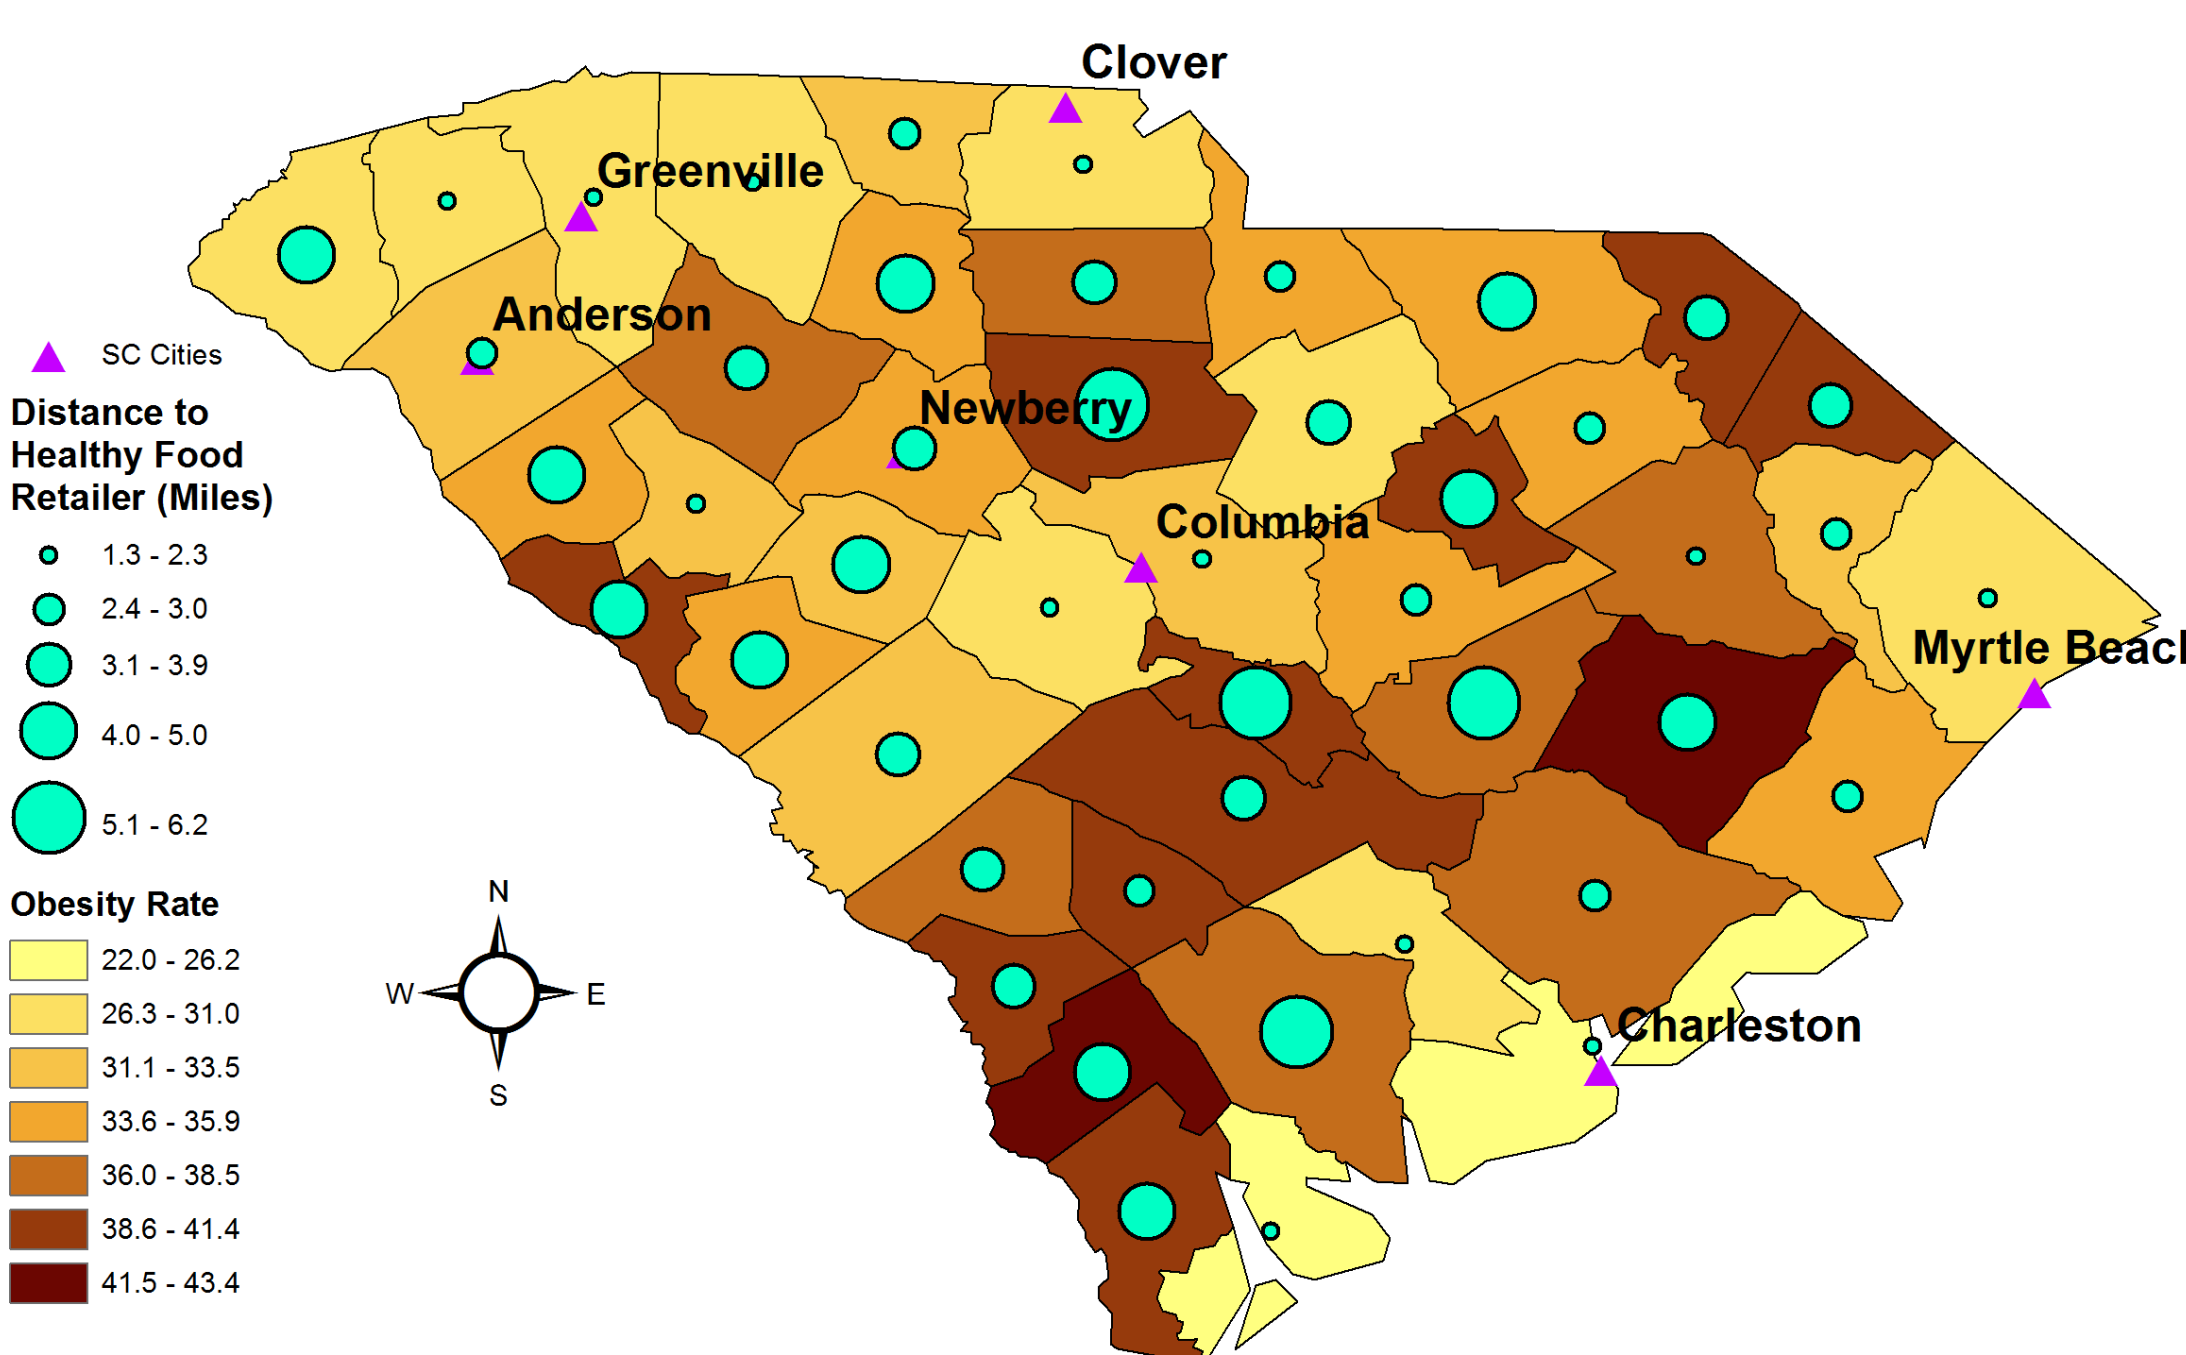 Clover
Greenville
Anderson
SC Cities
Distance to
Healthy Food
Retailer (Miles)
Newberry
Columbia
1.3 - 2.3
2.4 - 3.0
3.1 - 3.9
Myrtle Beach
4.0 - 5.0
5.1 - 6.2
Obesity Rate
N
W
E
S
22.0 - 26.2
26.3 - 31.0
Charleston
31.1 - 33.5
33.6 - 35.9
36.0 - 38.5
38.6 - 41.4
41.5 - 43.4